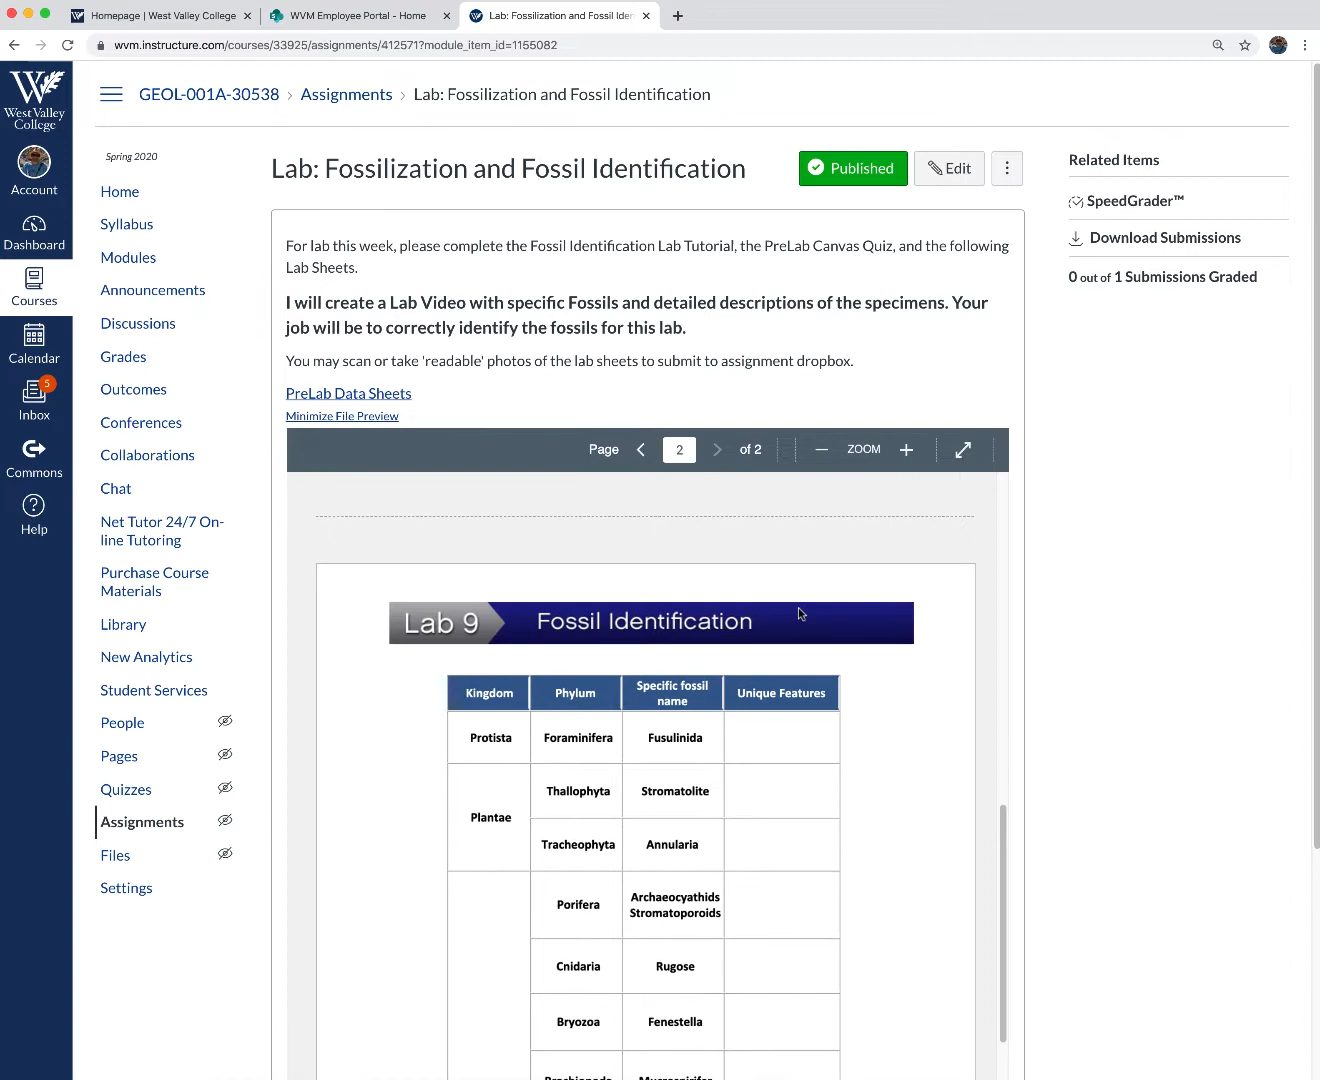 Homepage | West Valley College
WVM Employee Portal - Home
Lab: Fossilization and Fossil Iden
wvm.instructure.com/courses/33925/assignments/412571?module_item_id=1155082
West Valley
College
Account
Dashboard
Courses
Calendar
5
Inbox
Commons
Help
GEOL-001A-30538 › Assignments › Lab: Fossilization and Fossil Identification
Spring 2020
Home
Syllabus
Modules
Announcements
Discussions
Grades
Outcomes
Conferences
Collaborations
Chat
Net Tutor 24/7 On-
line Tutoring
Purchase Course
Materials
Library
New Analytics
Student Services
People
Pages
Quizzes
Assignments
Files
Settings
Lab: Fossilization and Fossil Identification
Published
Edit
For lab this week, please complete the Fossil Identification Lab Tutorial, the PreLab Canvas Quiz, and the following
Lab Sheets.
I will create a Lab Video with specific Fossils and detailed descriptions of the specimens. Your
job will be to correctly identify the fossils for this lab.
You may scan or take 'readable' photos of the lab sheets to submit to assignment dropbox.
PreLab Data Sheets
Minimize File Preview
Page 2 of 2 ZOOM
Lab 9 Fossil Identification
Kingdom Phylum Specific fossil name Unique Features
Protista Foraminifera Fusulinida
Plantae Thallophyta Stromatolite
Tracheophyta Annularia
Porifera Archaeocyathids
Stromatoporoids
Cnidaria Rugose
Bryozoa Fenestella
Related Items
SpeedGrader™
Download Submissions
0 out of 1 Submissions Graded